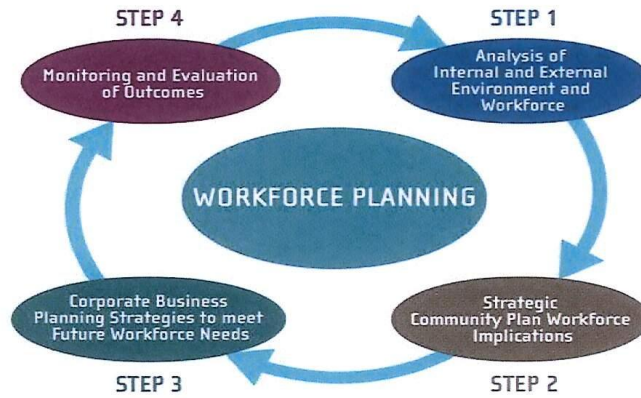 STEP 4
Monitoring and Evaluation
of Outcomes
STEP 1
Analysis of
Internal and External
Environment and
Workforce
WORKFORCE PLANNING
Corporate Business
Planning Strategies to meet
Future Workforce Needs
STEP 3
Strategic
Community Plan Workforce
Implications
STEP 2